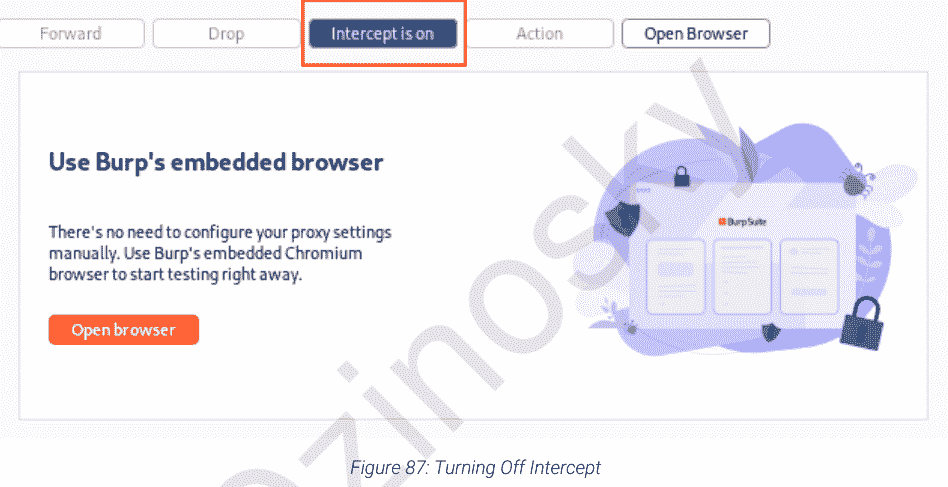 Forward
Drop
Intercept is on
Action
Open Browser
Use Burp's embedded browser
There's no need to configure your proxy settings
manually. Use Burp's embedded Chromium
browser to start testing right away.
Open browser
Burp Suite
ozinosky
Figure 87: Turning Off Intercept